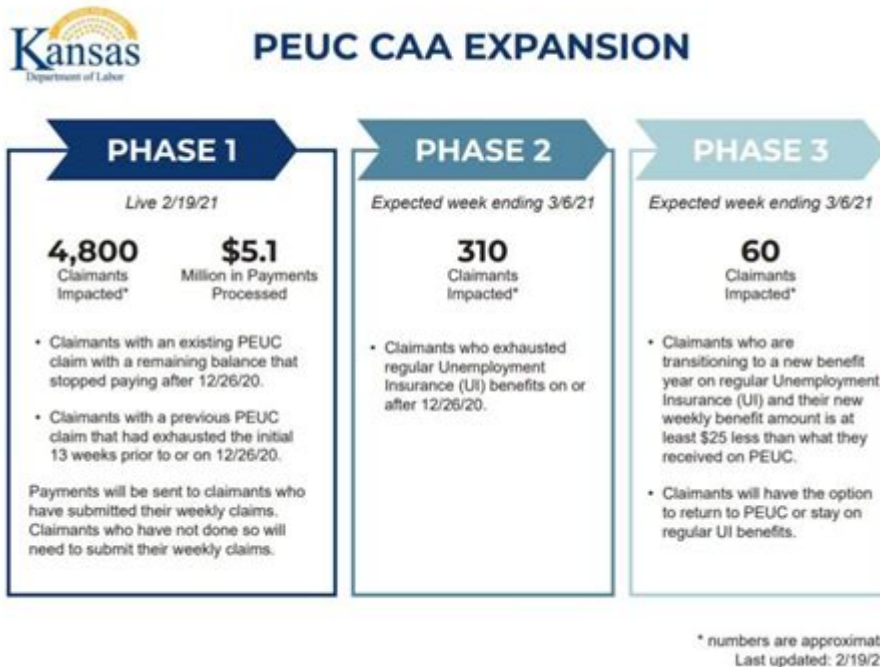 Kansas
Department of Labor
PEUC CAA EXPANSION
PHASE 1
Live 2/19/21
4,800
Claimants
Impacted*
$5.1
Million in Payments
Processed
• Claimants with an existing PEUC
claim with a remaining balance that
stopped paying after 12/26/20.
• Claimants with a previous PEUC
claim that had exhausted the initial
13 weeks prior to or on 12/26/20.
Payments will be sent to claimants who
have submitted their weekly claims.
Claimants who have not done so will
need to submit their weekly claims.
PHASE 2
Expected week ending 3/6/21
310
Claimants
Impacted*
• Claimants who exhausted
regular Unemployment
Insurance (UI) benefits on or
after 12/26/20.
PHASE 3
Expected week ending 3/6/21
60
Claimants
Impacted*
• Claimants who are
transitioning to a new benefit
year on regular Unemployment
Insurance (UI) and their new
weekly benefit amount is at
least $25 less than what they
received on PEUC.
• Claimants will have the option
to return to PEUC or stay on
regular UI benefits.
* numbers are approximat
Last updated: 2/19/2